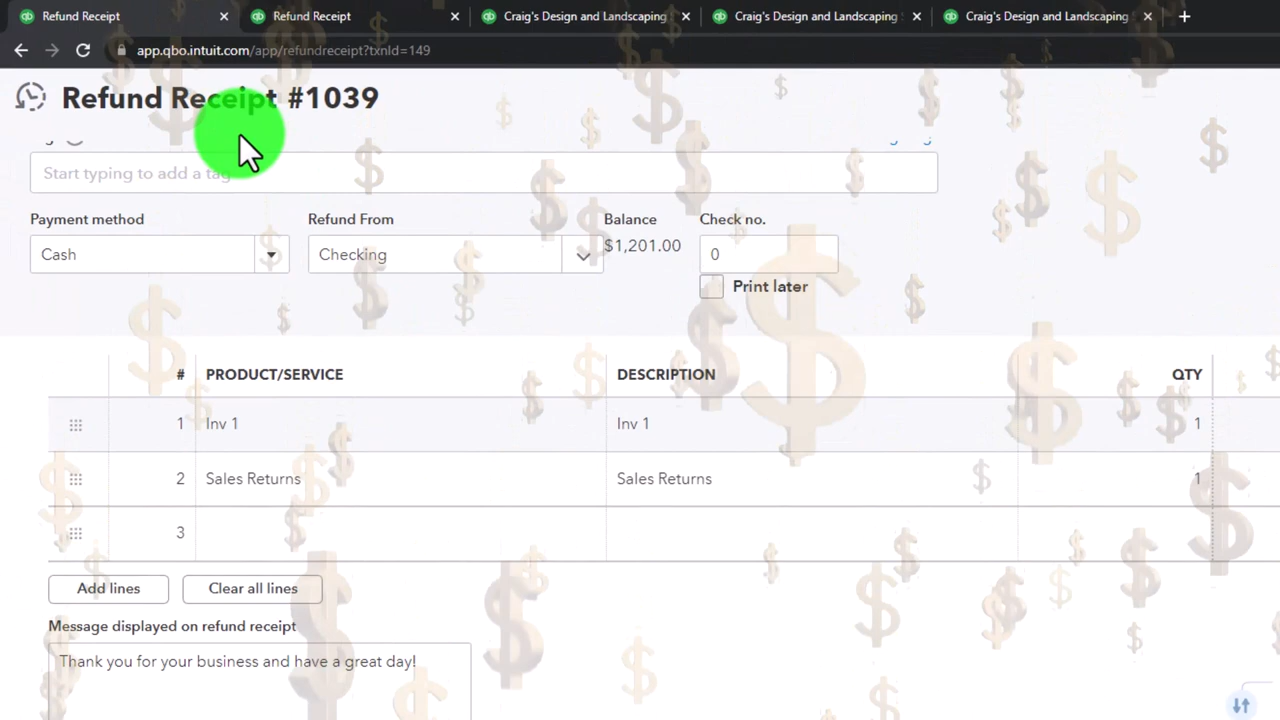 Refund Receipt
Refund Receipt
Craig's Design and Landscaping
Craig's Design and Landscaping
Craig's Design and Landscaping
app.qbo.intuit.com/app/refundreceipt?txnId=149
Refund Receipt #1039
Start typing to add a tag
Payment method
Refund From
Balance
Check no.
Cash
Checking
$1,201.00
0
Print later
# PRODUCT/SERVICE DESCRIPTION QTY
1 Inv 1 Inv 1 1
2 Sales Returns Sales Returns 1
3
Add lines
Clear all lines
Message displayed on refund receipt
Thank you for your business and have a great day!